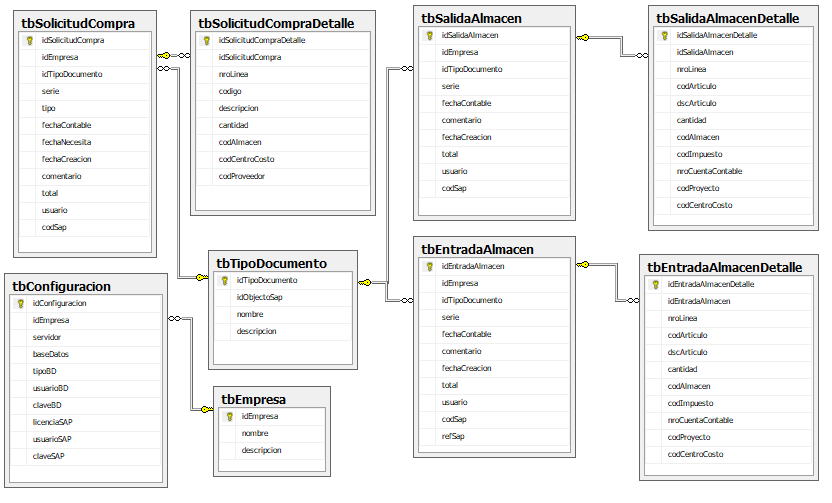 tbSolicitudCompra
idSolicitudCompra
idEmpresa
idTipoDocumento
serie
tipo
fechaContable
fechaNecesita
fechaCreacion
comentario
total
usuario
codSap
tbSolicitudCompraDetalle
idSolicitudCompraDetalle
idSolicitudCompra
nroLinea
codigo
descripcion
cantidad
codAlmacen
codCentroCosto
codProveedor
tbSalidaAlmacen
idSalidaAlmacen
idEmpresa
idTipoDocumento
serie
fechaContable
comentario
fechaCreacion
total
usuario
codSap
tbSalidaAlmacenDetalle
idSalidaAlmacenDetalle
idSalidaAlmacen
nroLinea
codArticulo
dscArticulo
cantidad
codAlmacen
codImpuesto
nroCuentaContable
codProyecto
codCentroCosto
tbConfiguracion
idConfiguracion
idEmpresa
servidor
baseDatos
tipoBD
usuarioBD
claveBD
licenciaSAP
usuarioSAP
claveSAP
tbTipoDocumento
idTipoDocumento
idObjectoSap
nombre
descripcion
tbEmpresa
idEmpresa
nombre
descripcion
tbEntradaAlmacen
idEntradaAlmacen
idEmpresa
idTipoDocumento
serie
fechaContable
comentario
fechaCreacion
total
usuario
codSap
refSap
tbEntradaAlmacenDetalle
idEntradaAlmacenDetalle
idEntradaAlmacen
nroLinea
codArticulo
dscArticulo
cantidad
codAlmacen
codImpuesto
nroCuentaContable
codProyecto
codCentroCosto